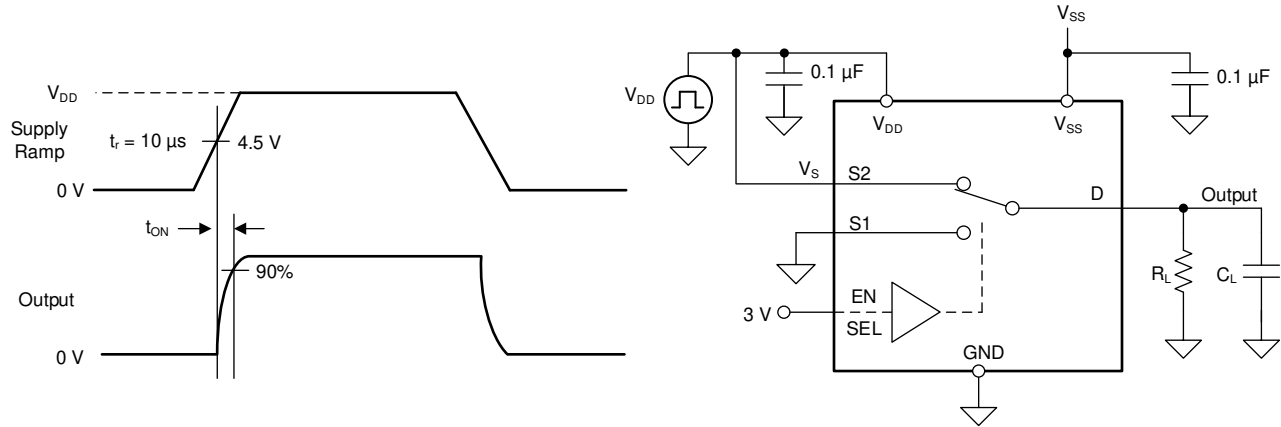 V_DD
Supply
Ramp
t_r = 10 µs
4.5 V
0 V
t_ON
90%
Output
0 V
V_SS
V_DD
0.1 µF
0.1 µF
V_DD
V_SS
V_S
S2
D
Output
S1
R_L
C_L
3 V
EN
SEL
GND